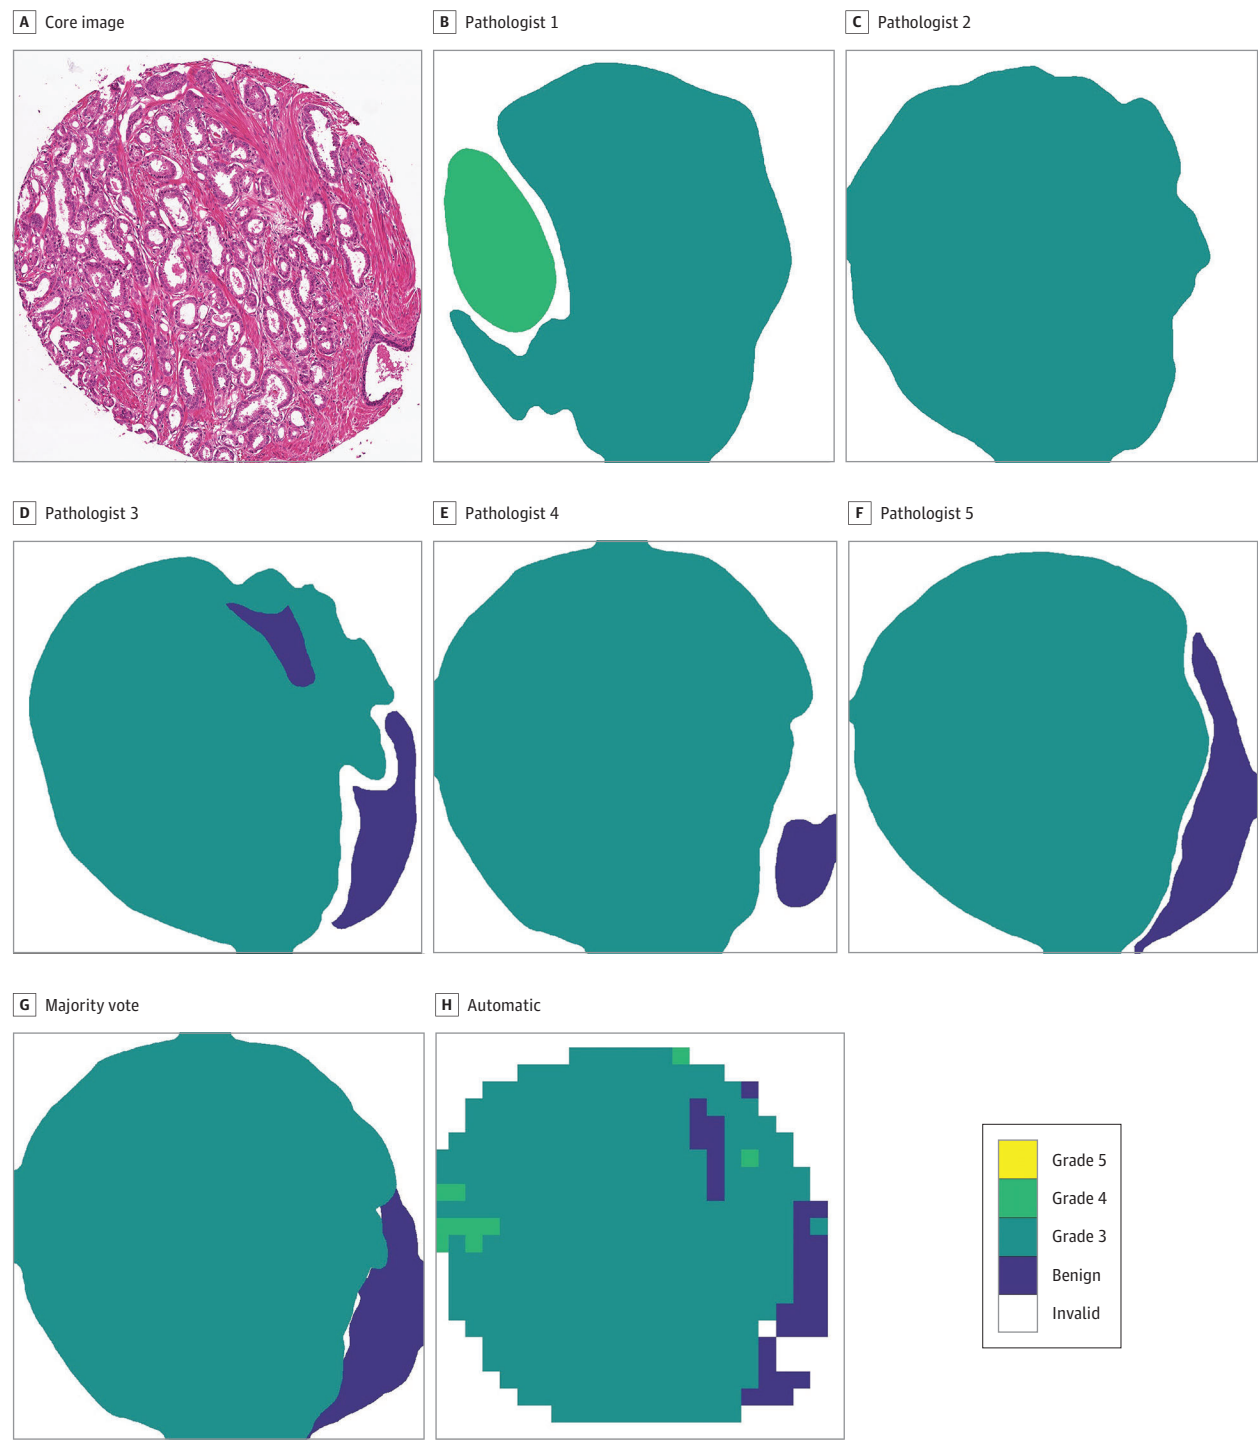 A Core image
B Pathologist 1
C Pathologist 2
D Pathologist 3
E Pathologist 4
F Pathologist 5
G Majority vote
H Automatic
Grade 5
Grade 4
Grade 3
Benign
Invalid